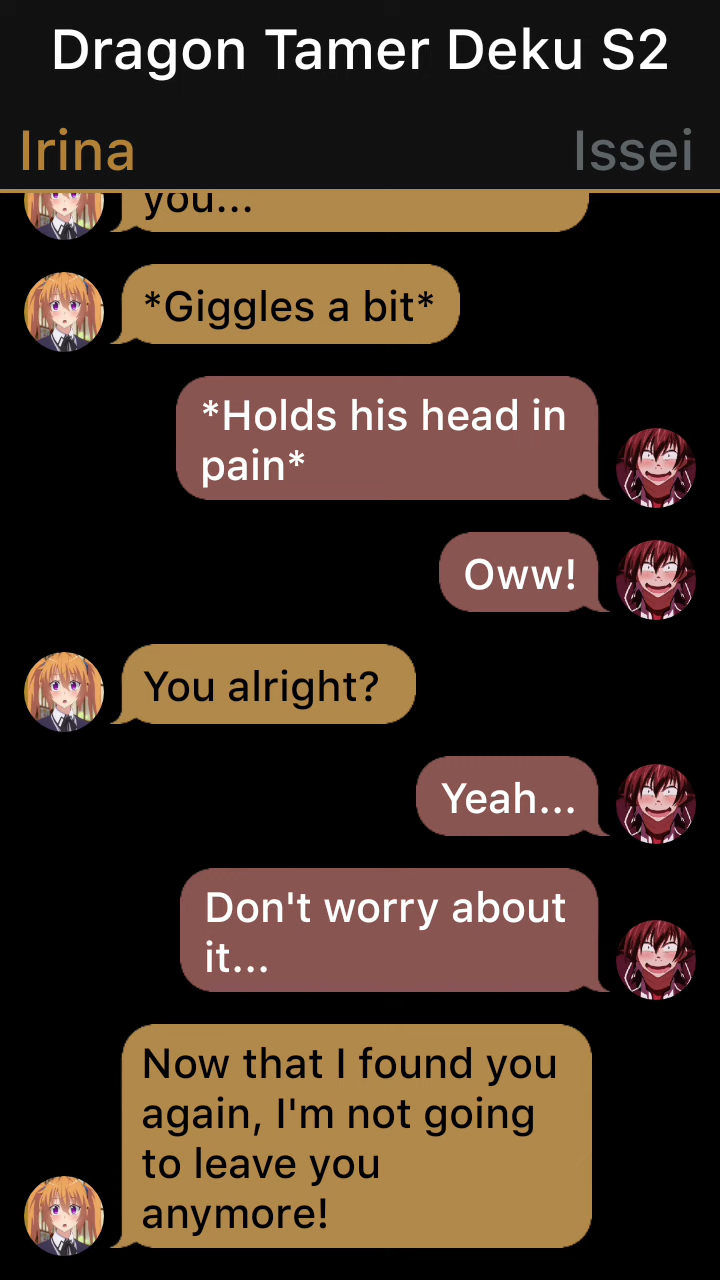 Dragon Tamer Deku S2
Irina
Issei
you...
*Giggles a bit*
*Holds his head in
pain*
Oww!
You alright?
Yeah...
Don't worry about
it...
Now that I found you
again, I'm not going
to leave you
anymore!